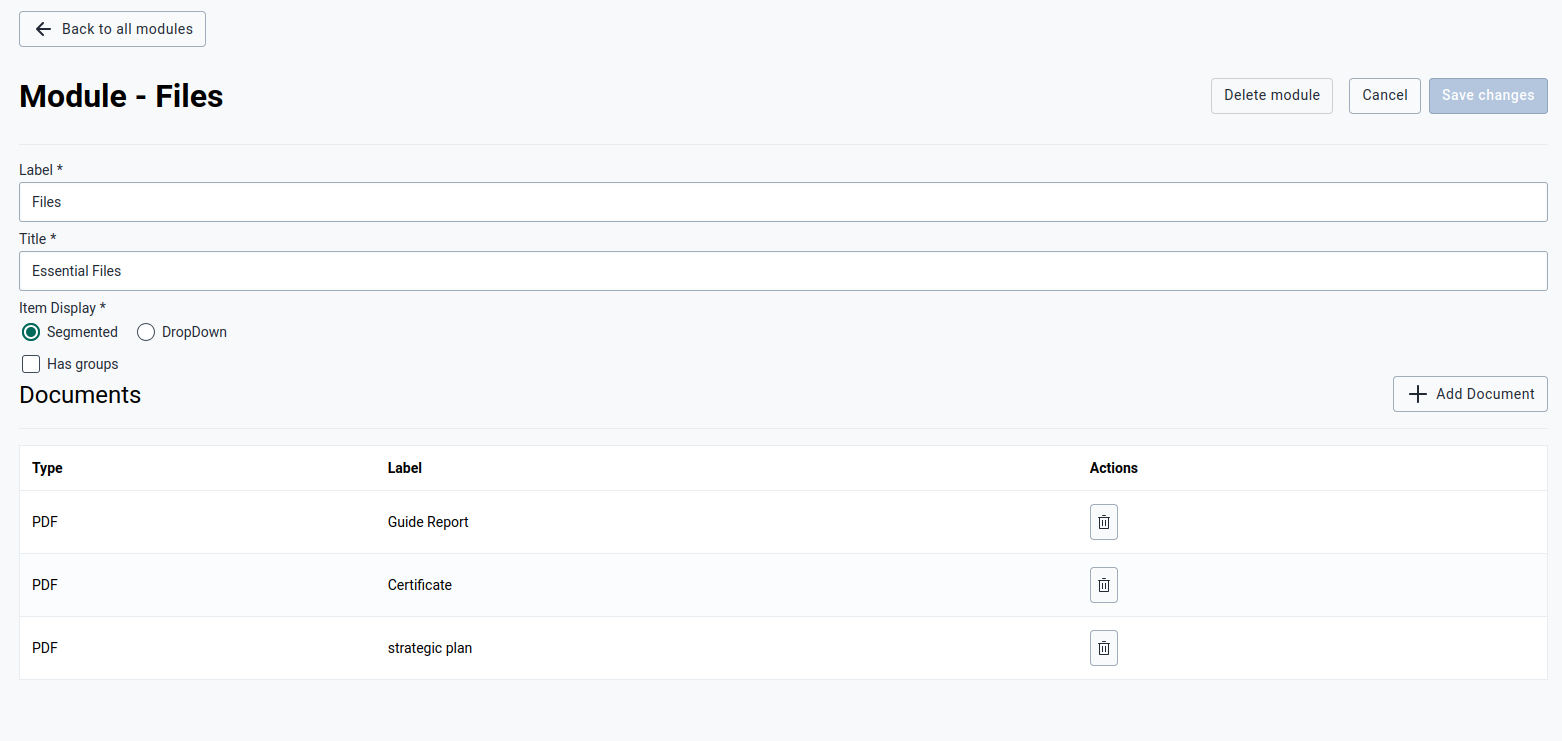 Back to all modules
Module - Files
Delete module
Cancel
Save changes
Label *
Files
Title *
Essential Files
Item Display *
Segmented
DropDown
Has groups
Documents
Add Document
Type Label Actions
PDF Guide Report
PDF Certificate
PDF strategic plan